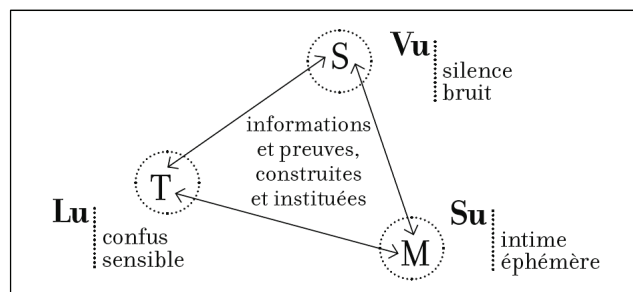 S
Vu
silence
bruit
informations
et preuves,
construites
et instituées
T
Lu
confus
sensible
M
Su
intime
éphémère